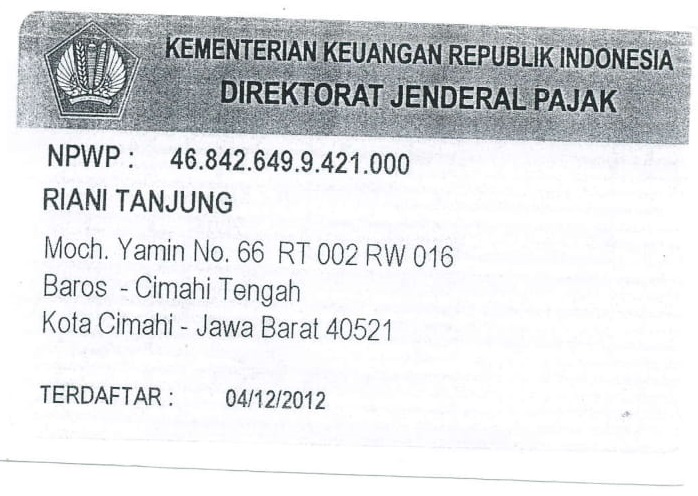 KEMENTERIAN KEUANGAN REPUBLIK INDONESIA
DIREKTORAT JENDERAL PAJAK
NPWP : 46.842.649.9.421.000
RIANI TANJUNG
Moch. Yamin No. 66 RT 002 RW 016
Baros - Cimahi Tengah
Kota Cimahi - Jawa Barat 40521
TERDAFTAR : 04/12/2012